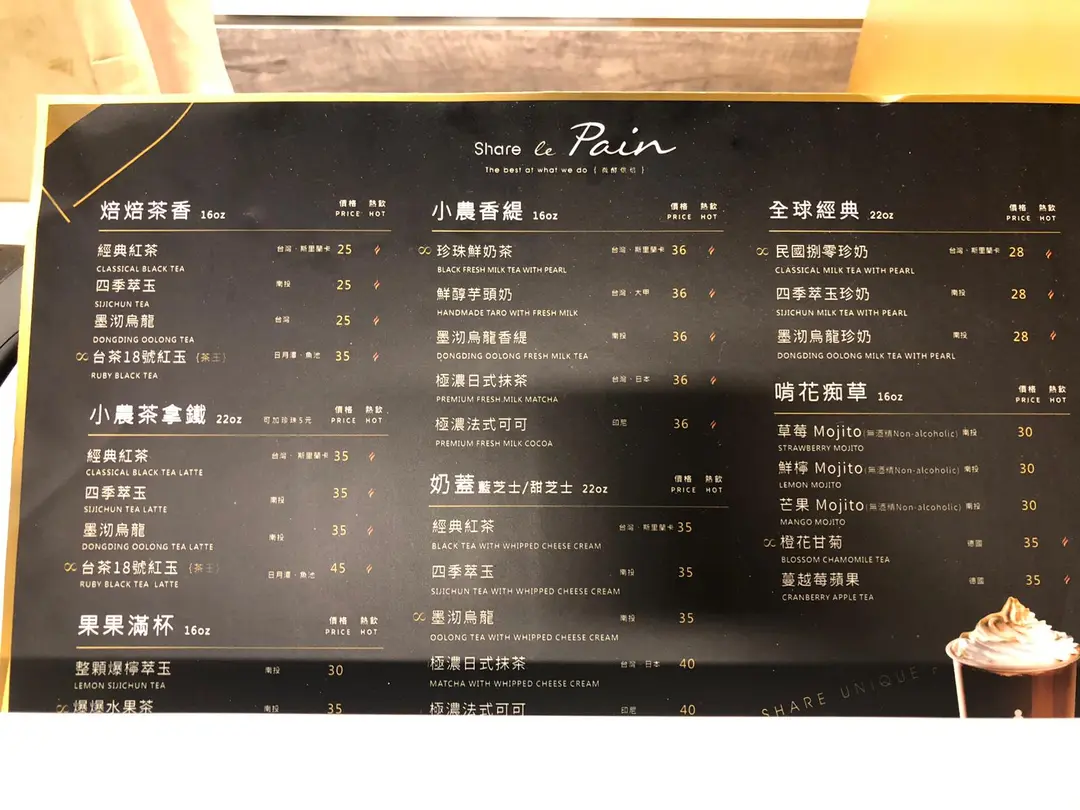 Share le Pain
The best at what we do
焙焙茶香 16oz 價格 PRICE 熱飲 HOT
經典紅茶 台灣·斯里蘭卡 25
CLASSICAL BLACK TEA
四季萃玉 南投 25
SIJICHUN TEA
墨沏烏龍 台灣 25
DONGDING OOLONG TEA
台茶18號紅玉 (茶王) 日月潭·魚池 35
RUBY BLACK TEA
小農茶拿鐵 22oz 可加珍珠5元 價格 PRICE 熱飲 HOT
經典紅茶 台灣·斯里蘭卡 35
CLASSICAL BLACK TEA LATTE
四季萃玉 南投 35
SIJICHUN TEA LATTE
墨沏烏龍 南投 35
DONGDING OOLONG TEA LATTE
台茶18號紅玉 (茶王) 日月潭·魚池 45
RUBY BLACK TEA LATTE
果果滿杯 16oz 價格 PRICE 熱飲 HOT
整顆爆檸萃玉 南投 30
LEMON SIJICHUN TEA
爆爆水果茶 南投 35
小農香緹 16oz 價格 PRICE 熱飲 HOT
珍珠鮮奶茶 台灣·斯里蘭卡 36
BLACK FRESH MILK TEA WITH PEARL
鮮醇芋頭奶 台灣·大甲 36
HANDMADE TARO WITH FRESH MILK
墨沏烏龍香緹 南投 36
DONGDING OOLONG FRESH MILK TEA
極濃日式抹茶 台灣·日本 36
PREMIUM FRESH MILK MATCHA
極濃法式可可 印尼 36
PREMIUM FRESH MILK COCOA
奶蓋 藍芝士/甜芝士 22oz 價格 PRICE 熱飲 HOT
經典紅茶 台灣·斯里蘭卡 35
BLACK TEA WITH WHIPPED CHEESE CREAM
四季萃玉 南投 35
SIJICHUN TEA WITH WHIPPED CHEESE CREAM
墨沏烏龍 南投 35
OOLONG TEA WITH WHIPPED CHEESE CREAM
極濃日式抹茶 台灣·日本 40
MATCHA WITH WHIPPED CHEESE CREAM
極濃法式可可 印尼 40
全球經典 22oz 價格 PRICE 熱飲 HOT
民國捌零珍奶 台灣·斯里蘭卡 28
CLASSICAL MILK TEA WITH PEARL
四季萃玉珍奶 南投 28
SIJICHUN MILK TEA WITH PEARL
墨沏烏龍珍奶 南投 28
DONGDING OOLONG MILK TEA WITH PEARL
啃花痴草 16oz 價格 PRICE 熱飲 HOT
草莓 Mojito (無酒精Non-alcoholic) 南投 30
STRAWBERRY MOJITO
鮮檸 Mojito (無酒精Non-alcoholic) 南投 30
LEMON MOJITO
芒果 Mojito (無酒精Non-alcoholic) 南投 30
MANGO MOJITO
橙花甘菊 德國 35
BLOSSOM CHAMOMILE TEA
蔓越莓蘋果 德國 35
CRANBERRY APPLE TEA
SHARE UNIQUE